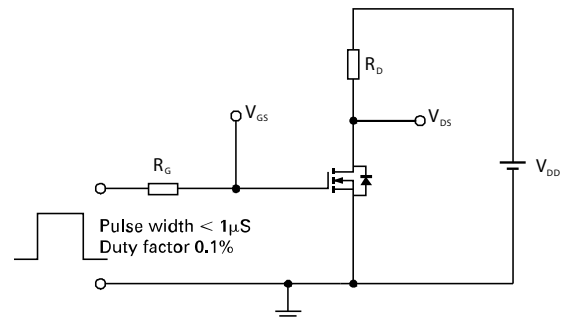 R_D
V_GS
V_DS
R_G
V_DD
Pulse width < 1μS
Duty factor 0.1%